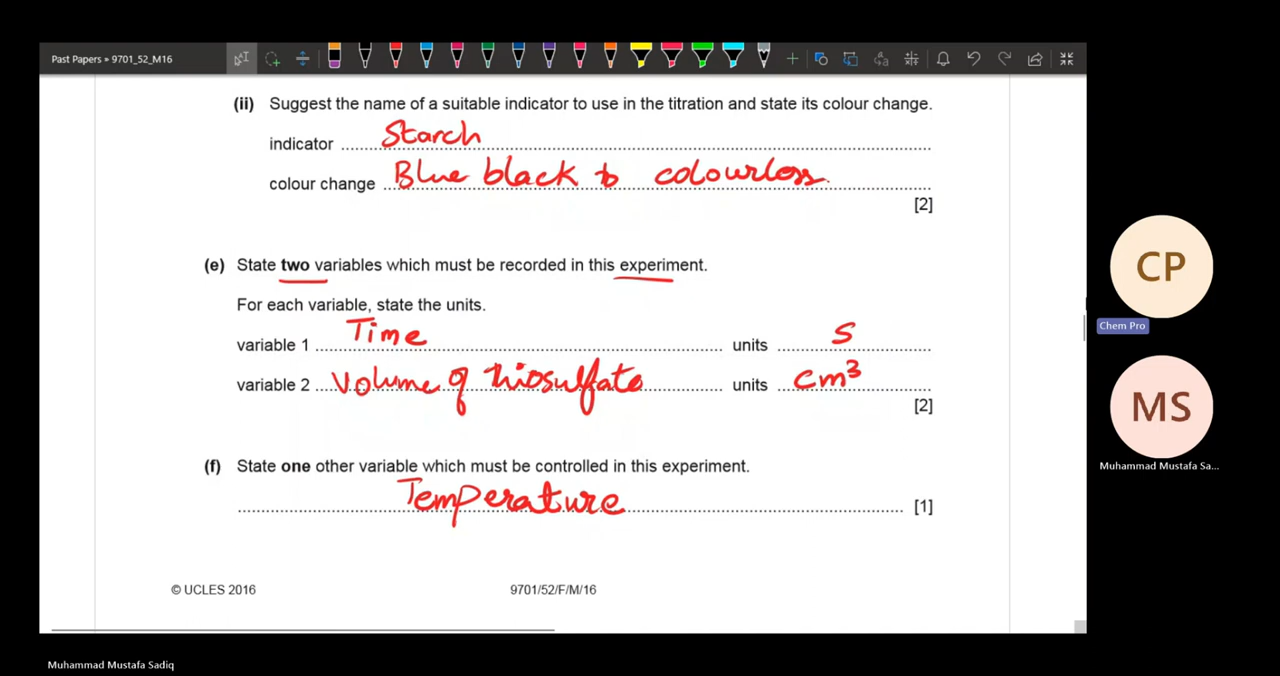 Past Papers » 9701_52_M16
(ii) Suggest the name of a suitable indicator to use in the titration and state its colour change.
indicator Starch
colour change Blue black to colourless.
[2]
(e) State two variables which must be recorded in this experiment.
For each variable, state the units.
variable 1 Time units S
variable 2 Volume of thiosulfate units cm³
[2]
(f) State one other variable which must be controlled in this experiment.
Temperature [1]
© UCLES 2016 9701/52/F/M/16
CP
Chem Pro
MS
Muhammad Mustafa Sa...
Muhammad Mustafa Sadiq